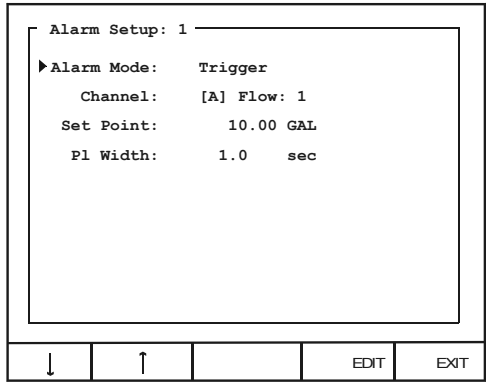 Alarm Setup: 1
Alarm Mode: Trigger
Channel: [A] Flow: 1
Set Point: 10.00 GAL
Pl Width: 1.0 sec
↓ ↑ EDIT EXIT